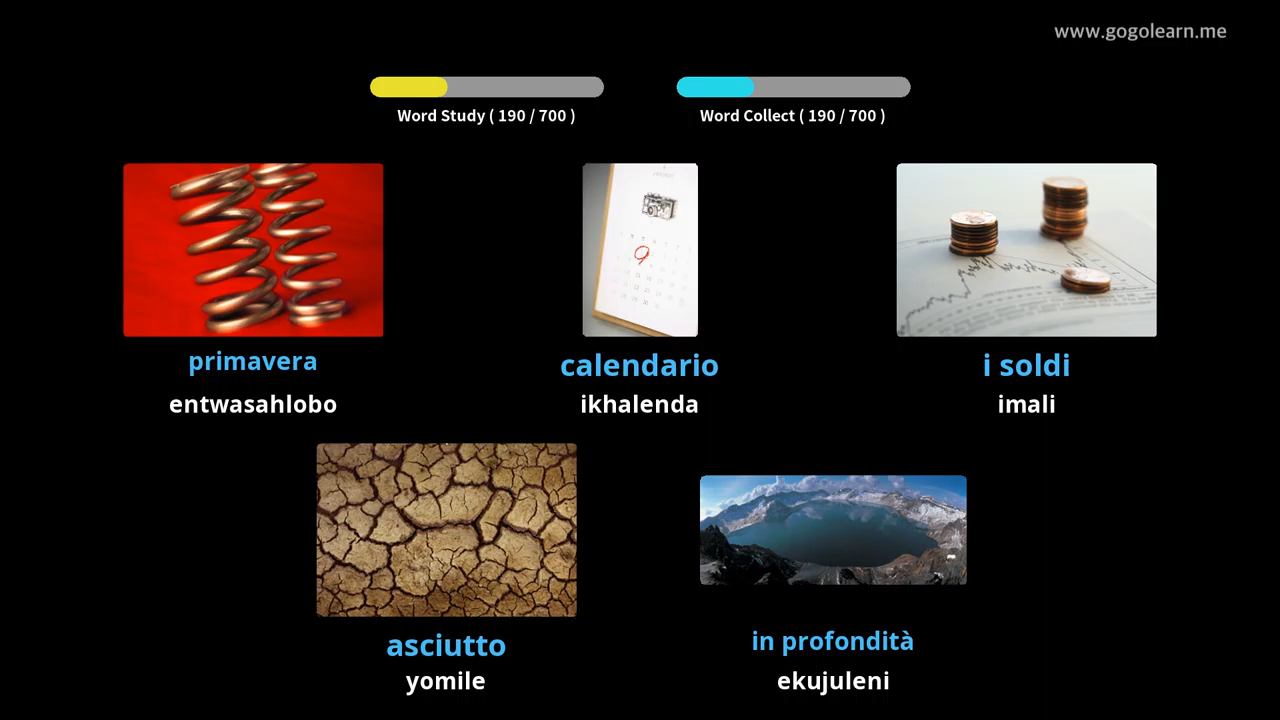 www.gogolearn.me
Word Study ( 190 / 700 )
Word Collect ( 190 / 700 )
9
primavera
entwasahlobo
calendario
ikhalenda
i soldi
imali
asciutto
yomile
in profondità
ekujuleni